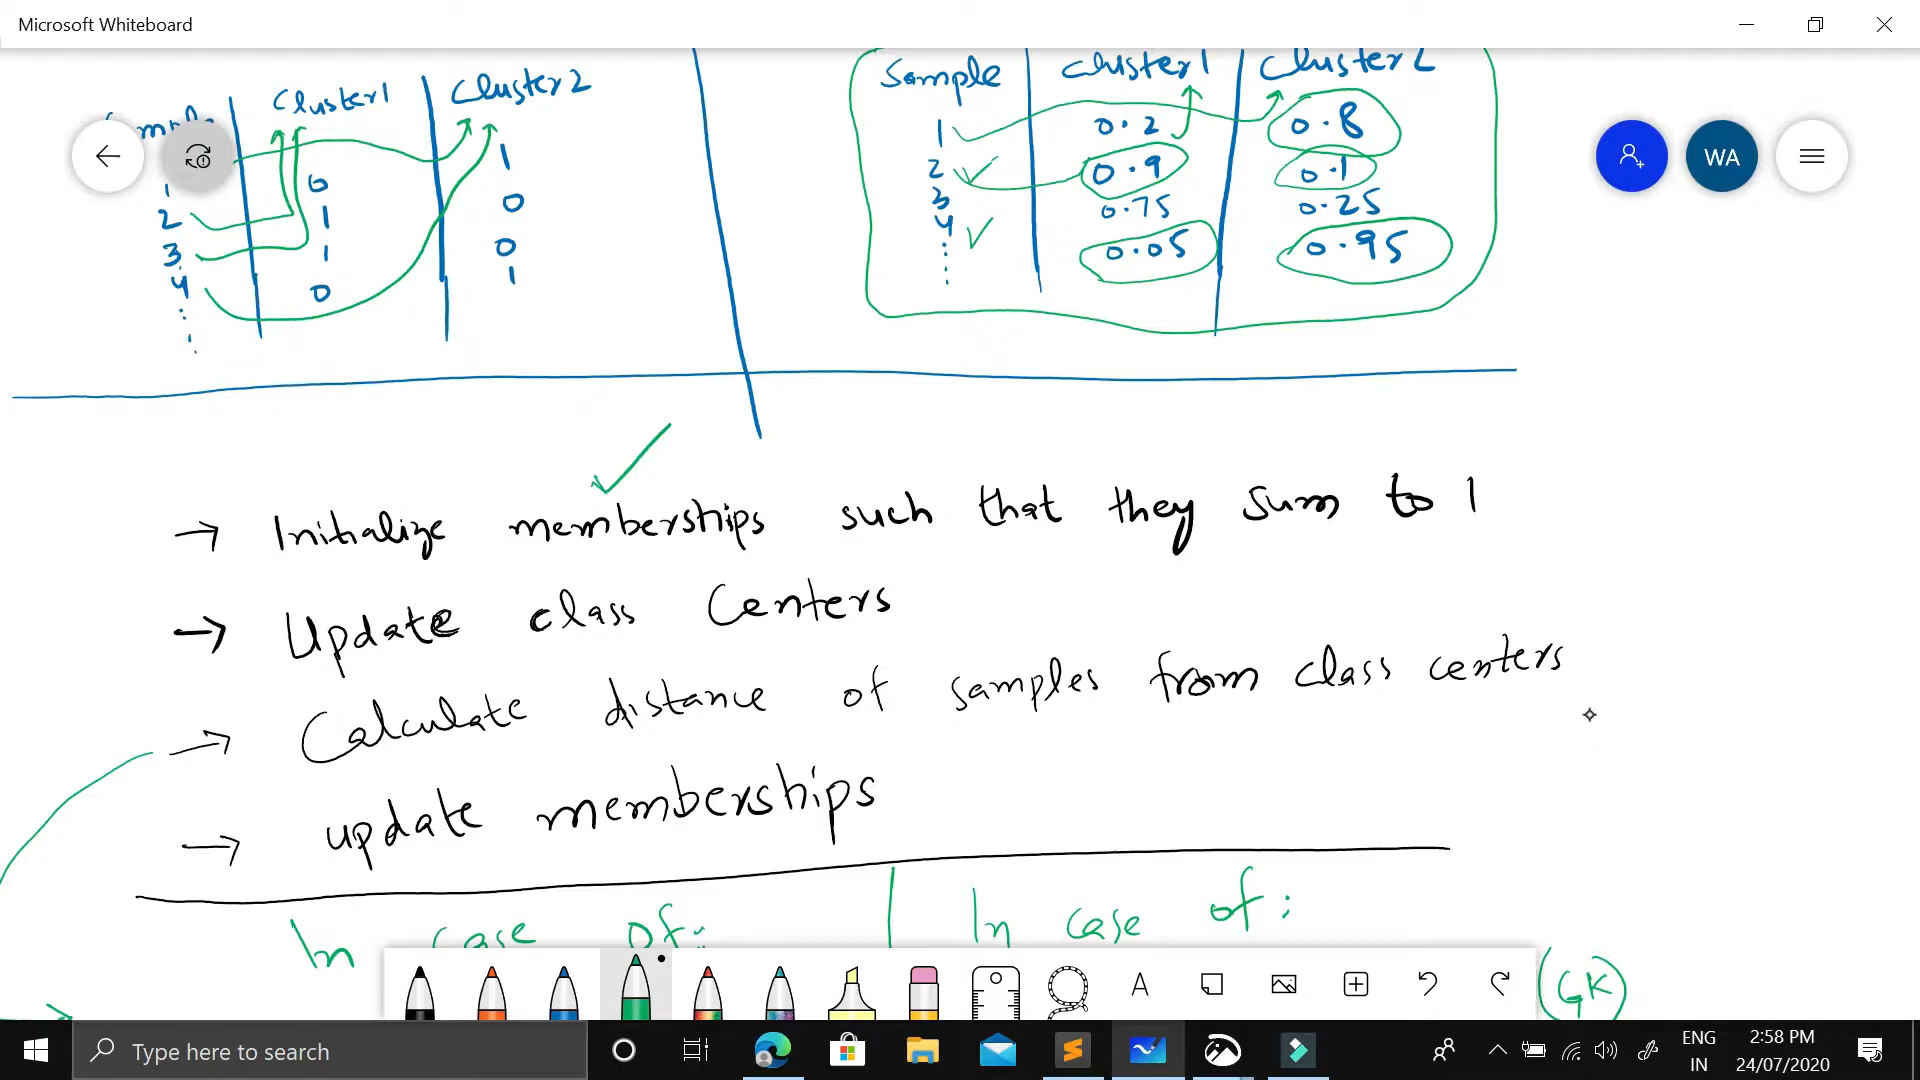 Microsoft Whiteboard
Cluster1 Cluster2
1
0
2 1 0
3 1 0
4 0 1
Sample Cluster1 Cluster2
1 0.2 0.8
2 0.9 0.1
3 0.75 0.25
4 0.05 0.95
WA
→ Initialize memberships such that they sum to 1
→ Update class Centers
→ Calculate distance of samples from class centers
→ update memberships
In case of:
In case of:
(GK)
A
Type here to search
ENG
IN
2:58 PM
24/07/2020